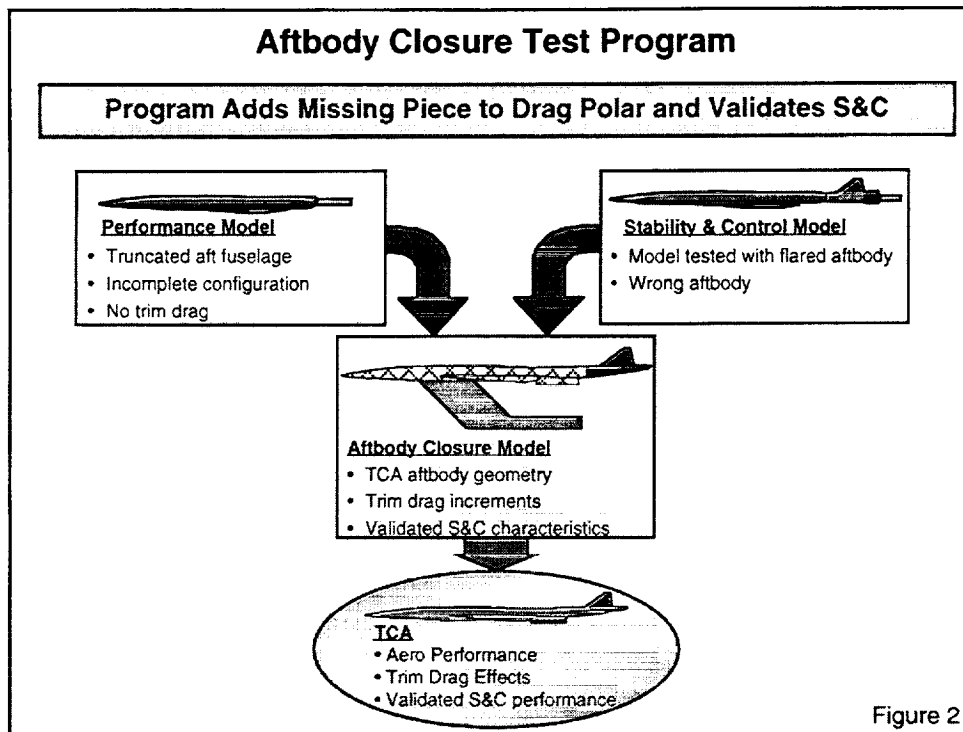 Aftbody Closure Test Program
Program Adds Missing Piece to Drag Polar and Validates S&C
Performance Model
• Truncated aft fuselage
• Incomplete configuration
• No trim drag
Stability & Control Model
• Model tested with flared aftbody
• Wrong aftbody
Aftbody Closure Model
• TCA aftbody geometry
• Trim drag increments
• Validated S&C characteristics
TCA
• Aero Performance
• Trim Drag Effects
• Validated S&C performance
Figure 2